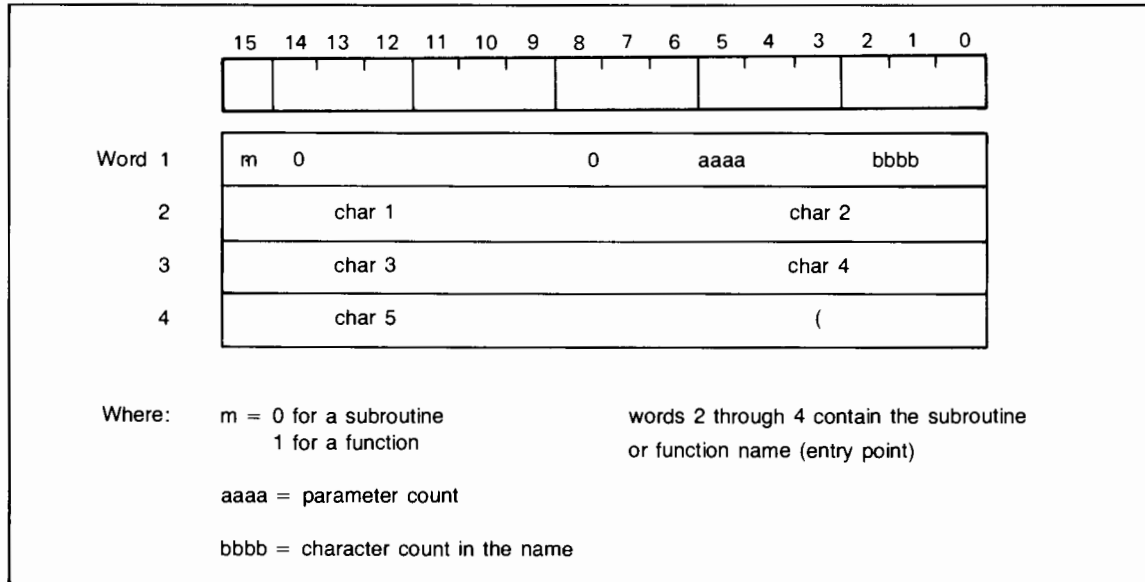 15 14 13 12 11 10 9 8 7 6 5 4 3 2 1 0
Word 1 m 0 0 aaaa bbbb
2 char 1 char 2
3 char 3 char 4
4 char 5 (
Where: m = 0 for a subroutine words 2 through 4 contain the subroutine
1 for a function or function name (entry point)
aaaa = parameter count
bbbb = character count in the name